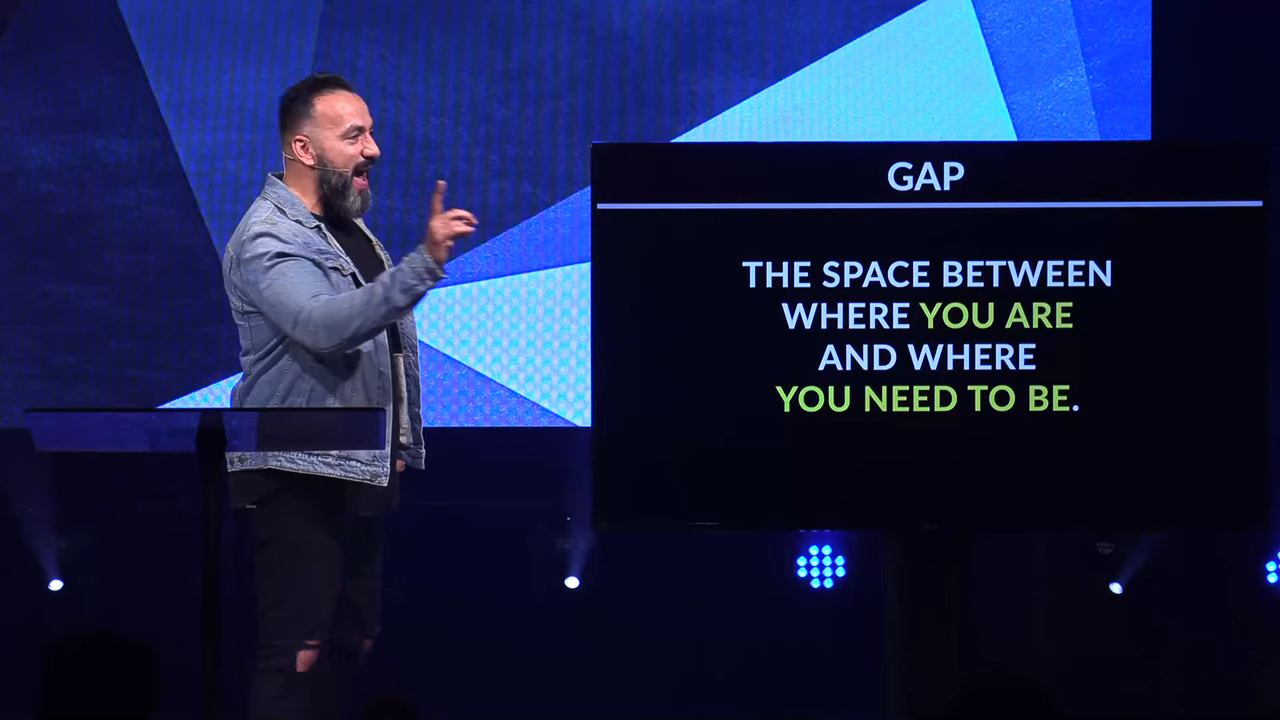 GAP
THE SPACE BETWEEN
WHERE YOU ARE
AND WHERE
YOU NEED TO BE.